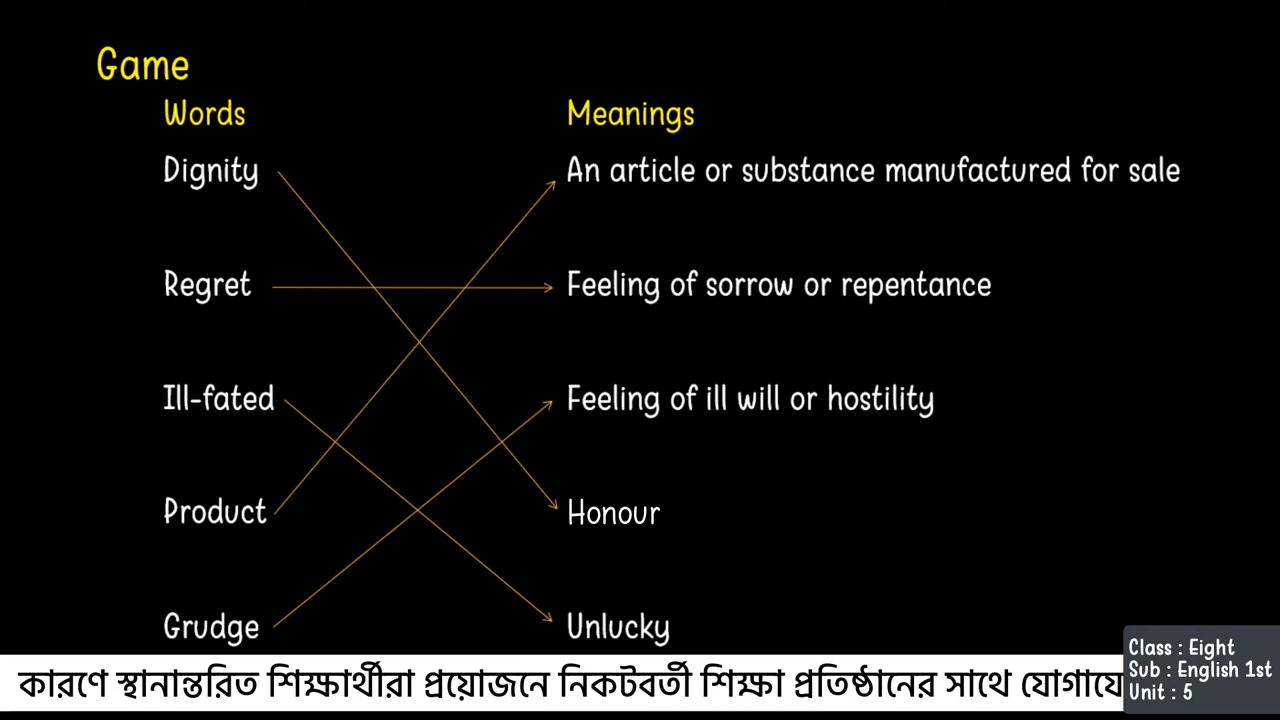 Game
Words Meanings
Dignity An article or substance manufactured for sale
Regret Feeling of sorrow or repentance
Ill-fated Feeling of ill will or hostility
Product Honour
Grudge Unlucky
কারণে স্থানান্তরিত শিক্ষার্থীরা প্রয়োজনে নিকটবর্তী শিক্ষা প্রতিষ্ঠানের সাথে
Class : Eight
Sub : English 1st
Unit : 5